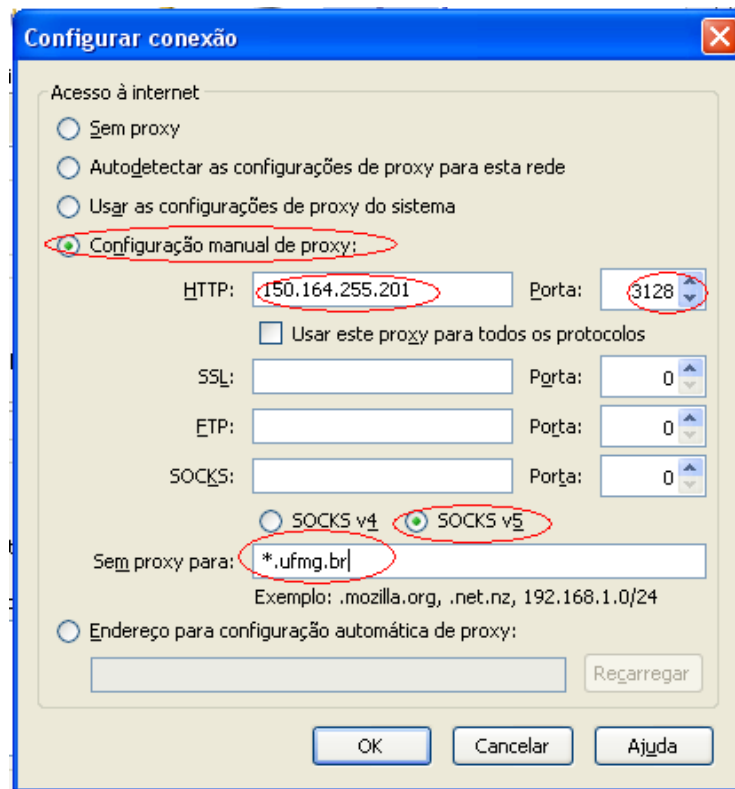 Configurar conexão
Acesso à internet
Sem proxy
Autodetectar as configurações de proxy para esta rede
Usar as configurações de proxy do sistema
Configuração manual de proxy:
HTTP: 150.164.255.201 Porta: 3128
Usar este proxy para todos os protocolos
SSL: Porta: 0
FTP: Porta: 0
SOCKS: Porta: 0
SOCKS v4 SOCKS v5
Sem proxy para: *.ufmg.br
Exemplo: .mozilla.org, .net.nz, 192.168.1.0/24
Endereço para configuração automática de proxy:
Recarregar
OK Cancelar Ajuda